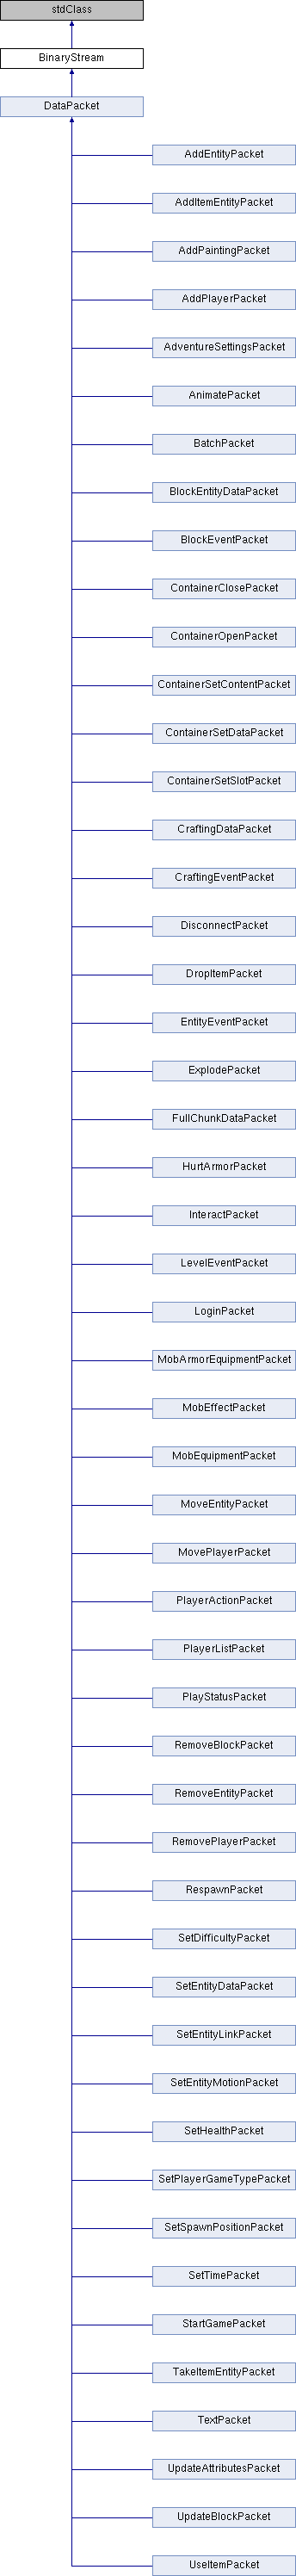 stdClass
BinaryStream
DataPacket
AddEntityPacket
AddItemEntityPacket
AddPaintingPacket
AddPlayerPacket
AdventureSettingsPacket
AnimatePacket
BatchPacket
BlockEntityDataPacket
BlockEventPacket
ContainerClosePacket
ContainerOpenPacket
ContainerSetContentPacket
ContainerSetDataPacket
ContainerSetSlotPacket
CraftingDataPacket
CraftingEventPacket
DisconnectPacket
DropItemPacket
EntityEventPacket
ExplodePacket
FullChunkDataPacket
HurtArmorPacket
InteractPacket
LevelEventPacket
LoginPacket
MobArmorEquipmentPacket
MobEffectPacket
MobEquipmentPacket
MoveEntityPacket
MovePlayerPacket
PlayerActionPacket
PlayerListPacket
PlayStatusPacket
RemoveBlockPacket
RemoveEntityPacket
RemovePlayerPacket
RespawnPacket
SetDifficultyPacket
SetEntityDataPacket
SetEntityLinkPacket
SetEntityMotionPacket
SetHealthPacket
SetPlayerGameTypePacket
SetSpawnPositionPacket
SetTimePacket
StartGamePacket
TakeItemEntityPacket
TextPacket
UpdateAttributesPacket
UpdateBlockPacket
UseItemPacket